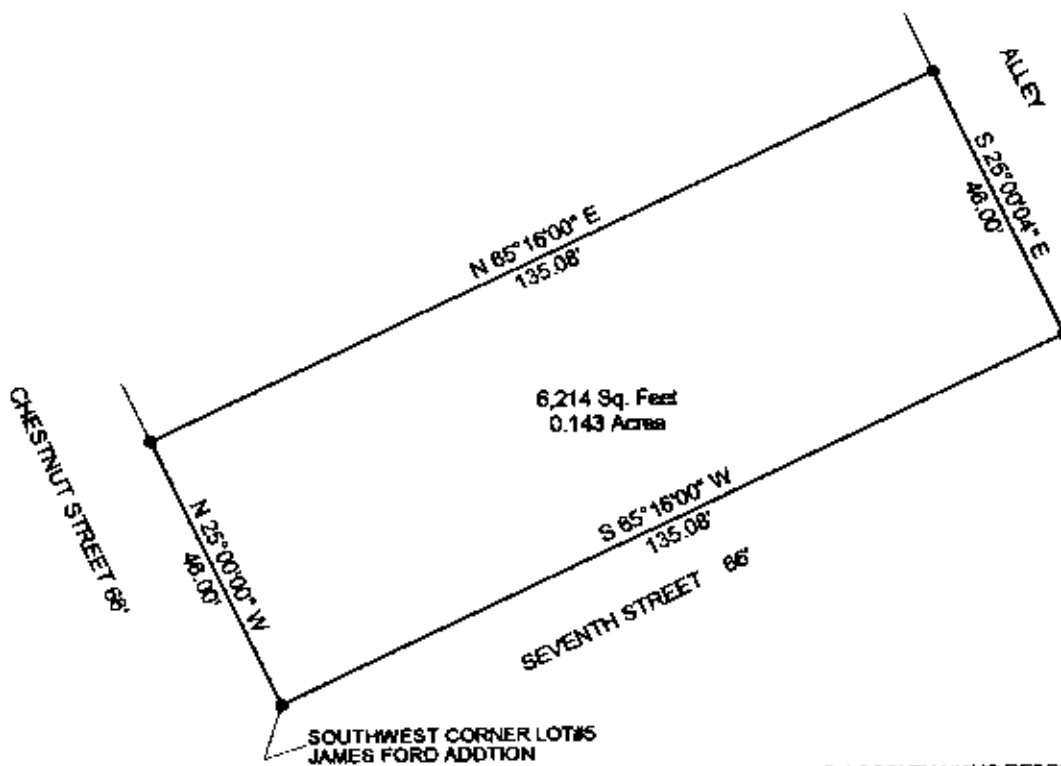 ALLEY
S 26°00'04" E
46.00'
N 65°16'00" E
135.08'
6,214 Sq. Feet
0.143 Acres
CHESTNUT STREET 66'
N 25°00'00" W
46.00'
S 65°16'00" W
135.08'
SEVENTH STREET 66'
SOUTHWEST CORNER LOT#5
JAMES FORD ADDTION